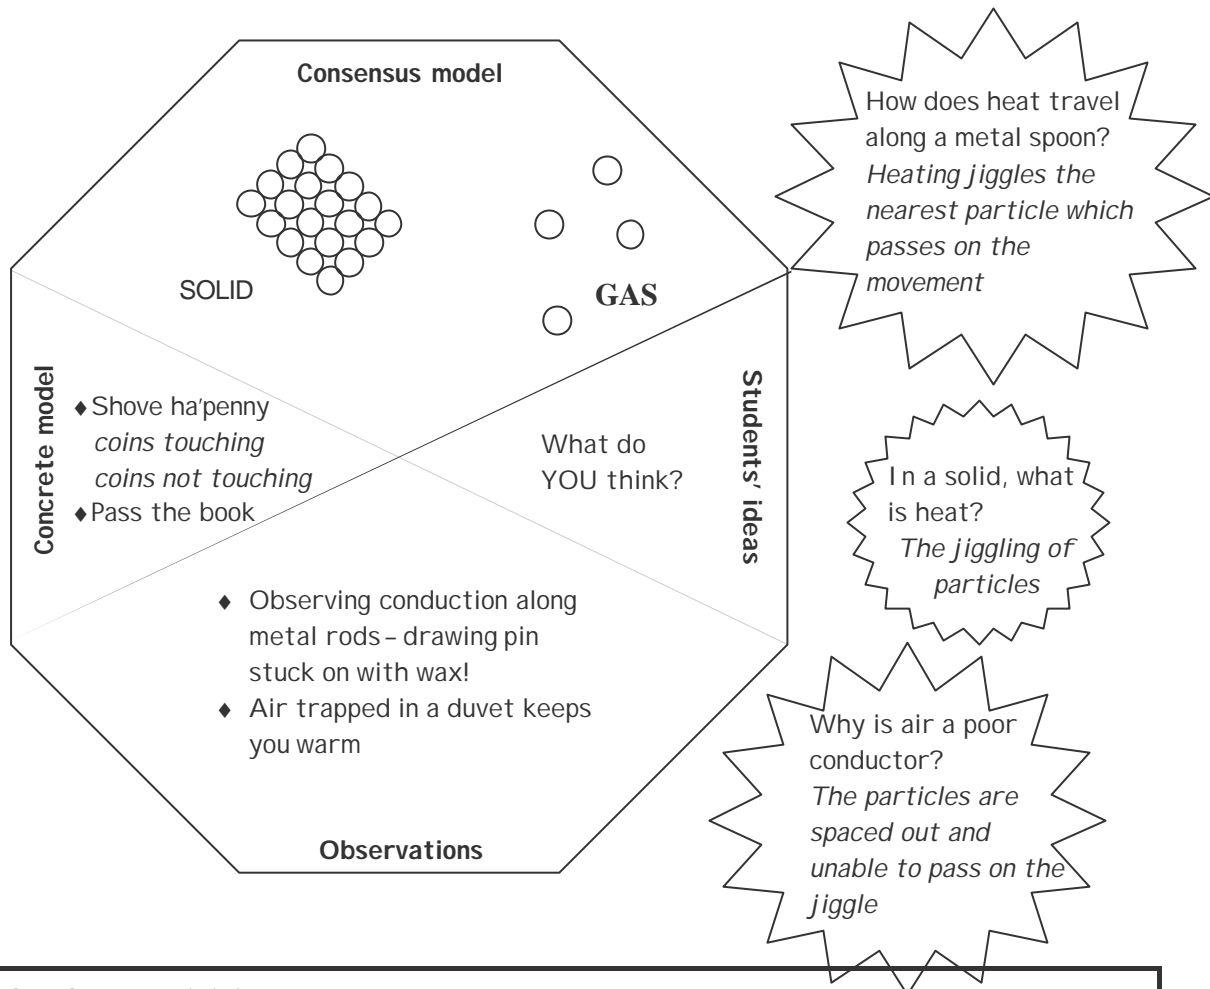 Consensus model
SOLID
GAS
Concrete model
♦ Shove ha'penny
coins touching
coins not touching
♦ Pass the book
What do
YOU think?
Students' ideas
♦ Observing conduction along
metal rods – drawing pin
stuck on with wax!
♦ Air trapped in a duvet keeps
you warm
Observations
How does heat travel
along a metal spoon?
Heating jiggles the
nearest particle which
passes on the
movement
In a solid, what
is heat?
The jiggling of
particles
Why is air a poor
conductor?
The particles are
spaced out and
unable to pass on the
jiggle